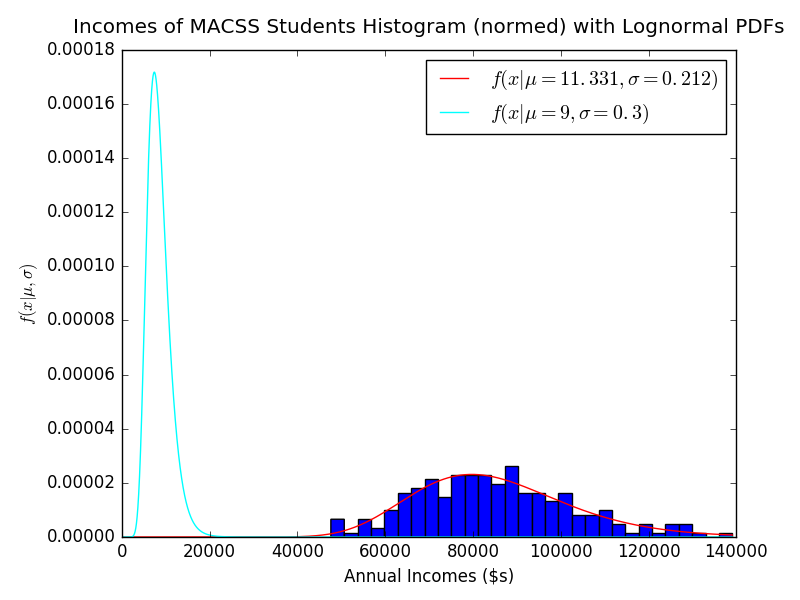 Incomes of MACSS Students Histogram (normed) with Lognormal PDFs
f(x|μ = 11.331, σ = 0.212)
f(x|μ = 9, σ = 0.3)
0.00018
0.00016
0.00014
0.00012
0.00010
0.00008
0.00006
0.00004
0.00002
0.00000
f(x|μ, σ)
0 20000 40000 60000 80000 100000 120000 140000
Annual Incomes ($s)